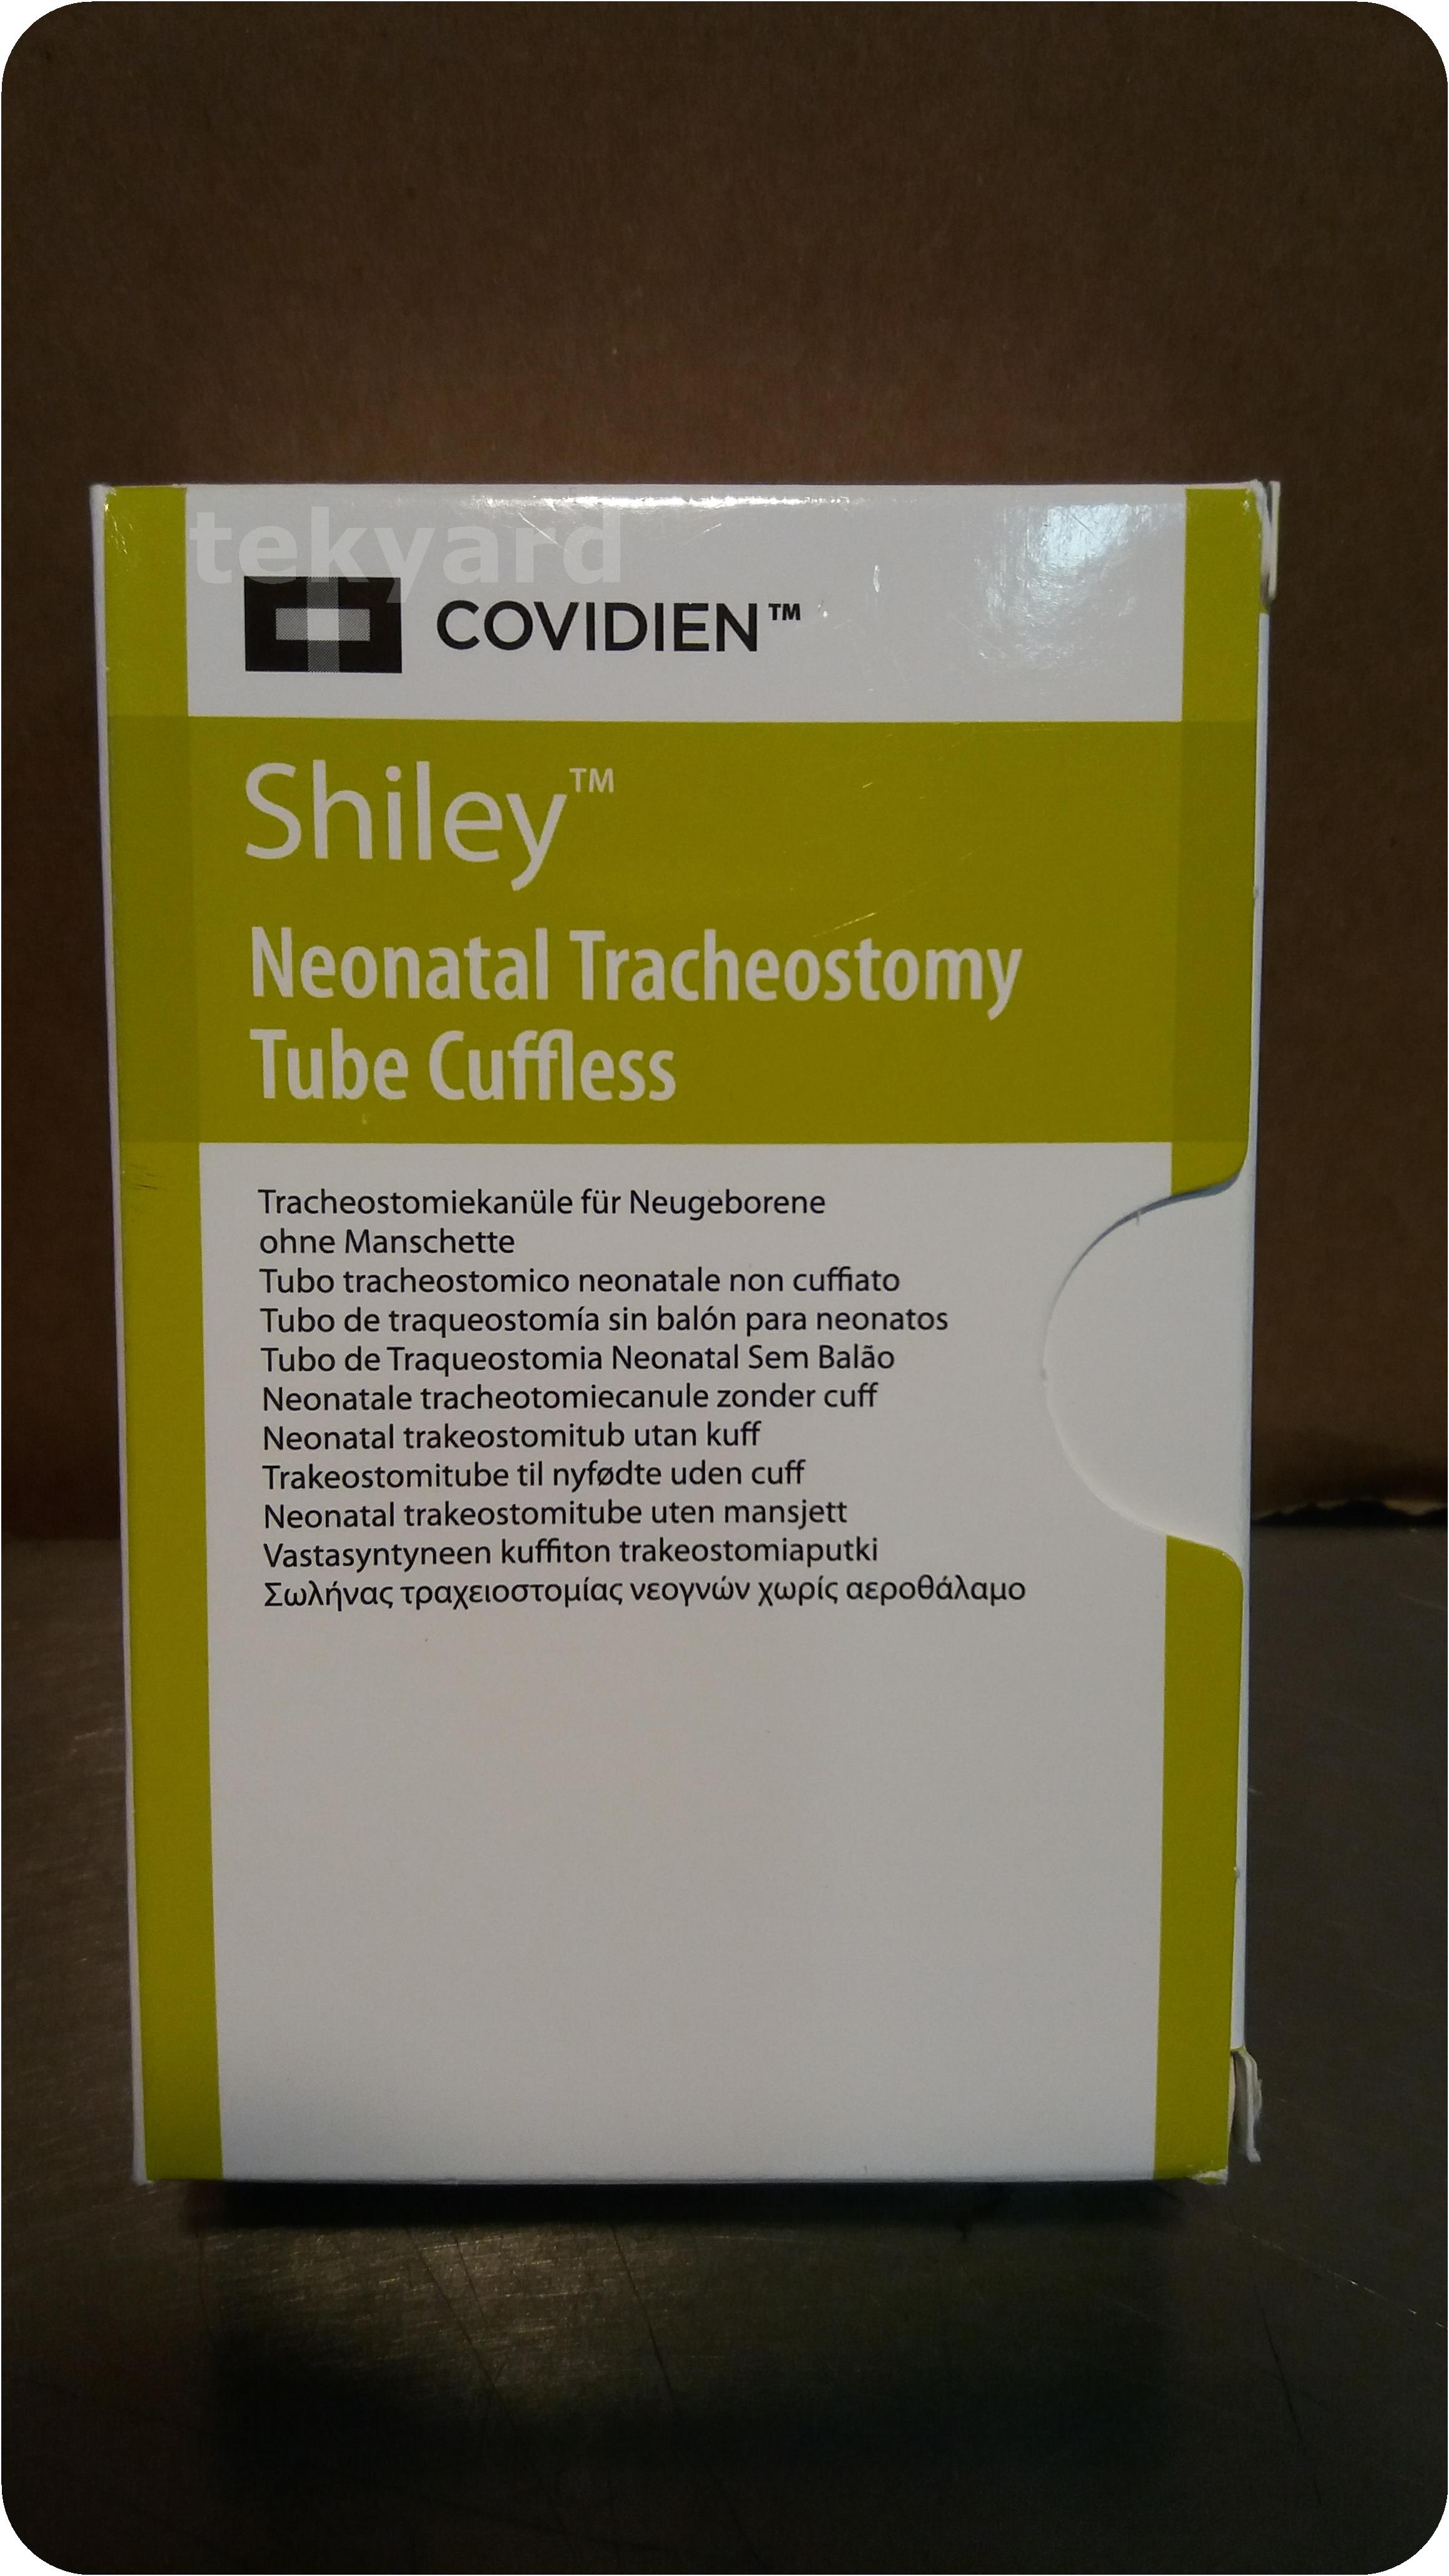 tekyard
COVIDIEN™
Shiley™
Neonatal Tracheostomy
Tube Cuffless
Tracheostomiekanüle für Neugeborene
ohne Manschette
Tubo tracheostomico neonatale non cuffiato
Tubo de traqueostomía sin balón para neonatos
Tubo de Traqueostomia Neonatal Sem Balão
Neonatale tracheotomiecanule zonder cuff
Neonatal trakeostomitub utan kuff
Trakeostomitube til nyfødte uden cuff
Neonatal trakeostomitube uten mansjett
Vastasyntyneen kuffiton trakeostomiaputki
Σωλήνας τραχειοστομίας νεογνών χωρίς αεροθάλαμο